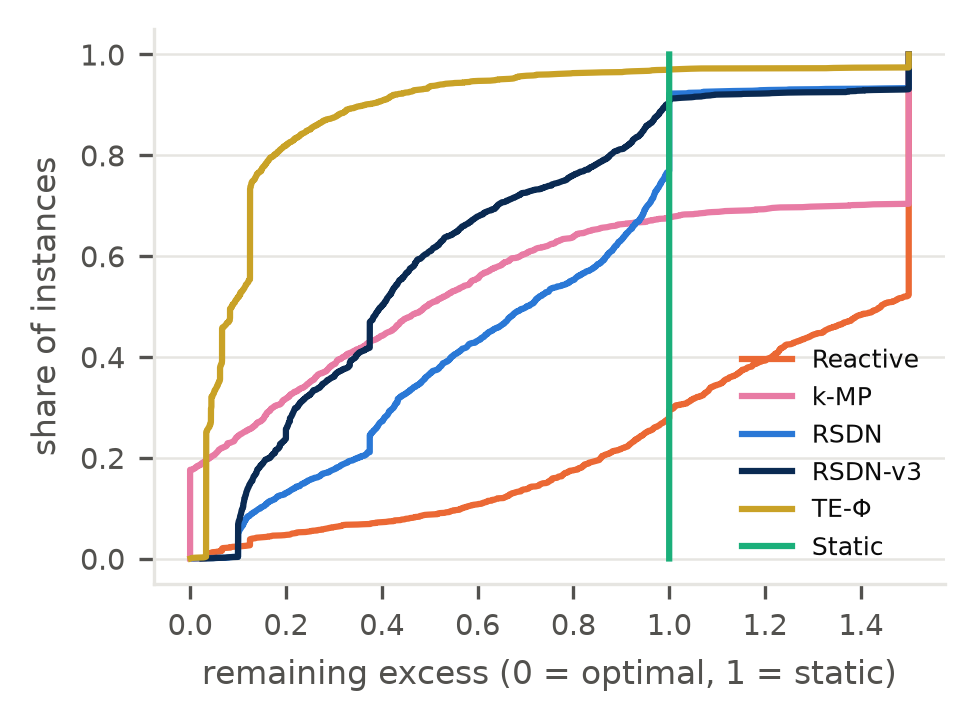 share of instances
1.0
0.8
0.6
0.4
0.2
0.0
Reactive
k-MP
RSDN
RSDN-v3
TE-Φ
Static
0.0 0.2 0.4 0.6 0.8 1.0 1.2 1.4
remaining excess (0 = optimal, 1 = static)